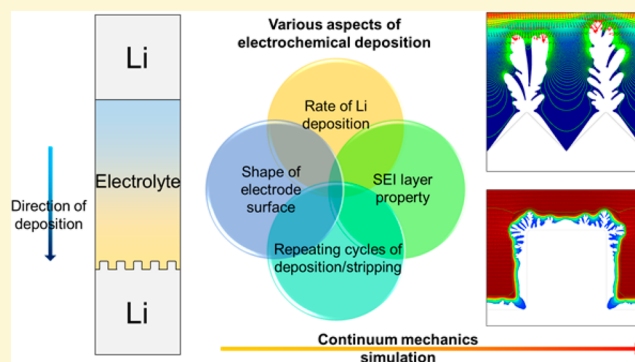 Li
Electrolyte
Direction of
deposition
Li
Various aspects of
electrochemical deposition
Rate of Li
deposition
Shape of
electrode
surface
SEI layer
property
Repeating cycles of
deposition/stripping
Continuum mechanics
simulation